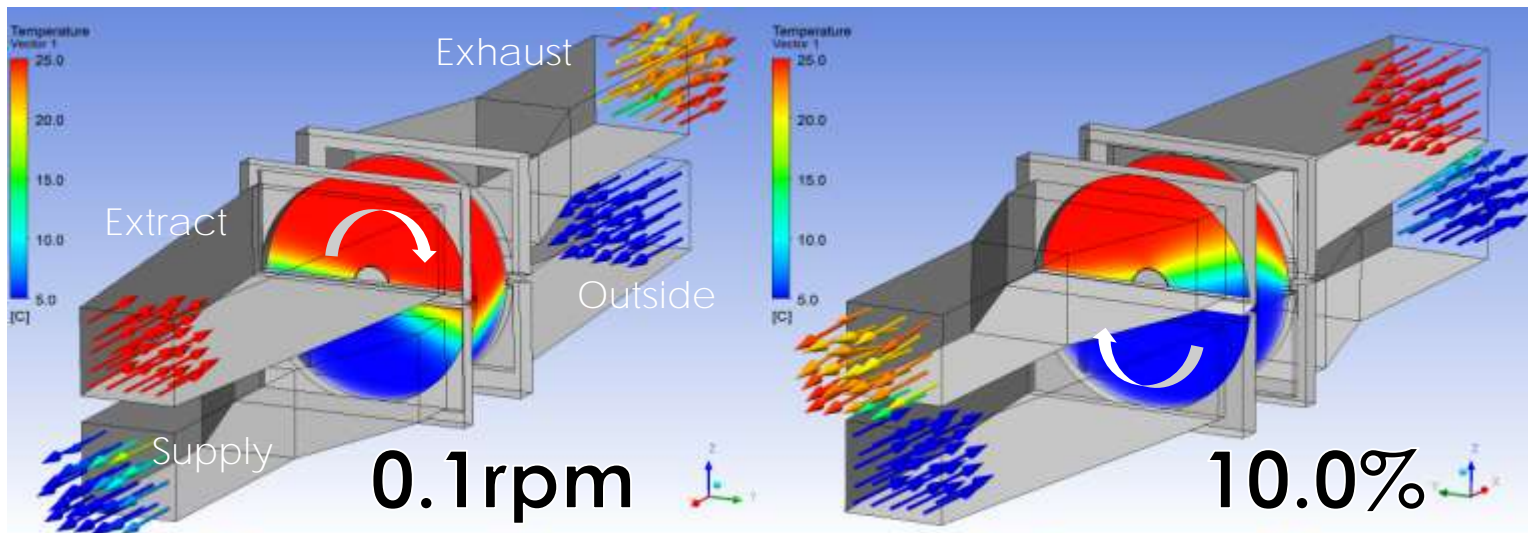 Temperature
Vector 1
25.0
20.0
15.0
10.0
5.0
[C]
Exhaust
Extract
Outside
Supply
0.1rpm
Z
Y
Temperature
Vector 1
25.0
20.0
15.0
10.0
5.0
[C]
10.0%
Z
Y
X